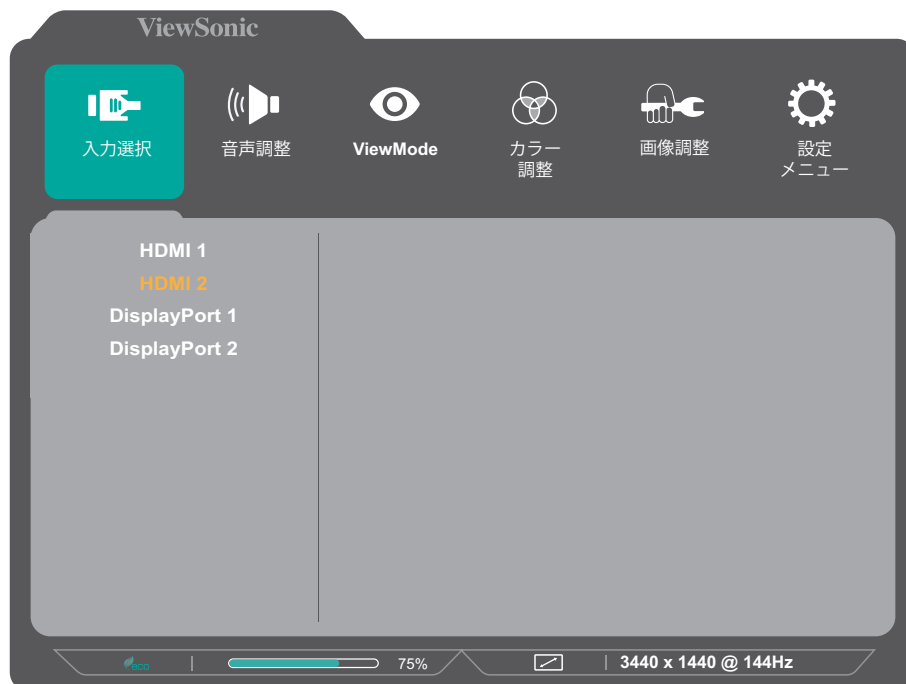 ViewSonic
入力選択
音声調整
ViewMode
カラー
調整
画像調整
設定
メニュー
HDMI 1
HDMI 2
DisplayPort 1
DisplayPort 2
ECO
75%
3440 x 1440 @ 144Hz